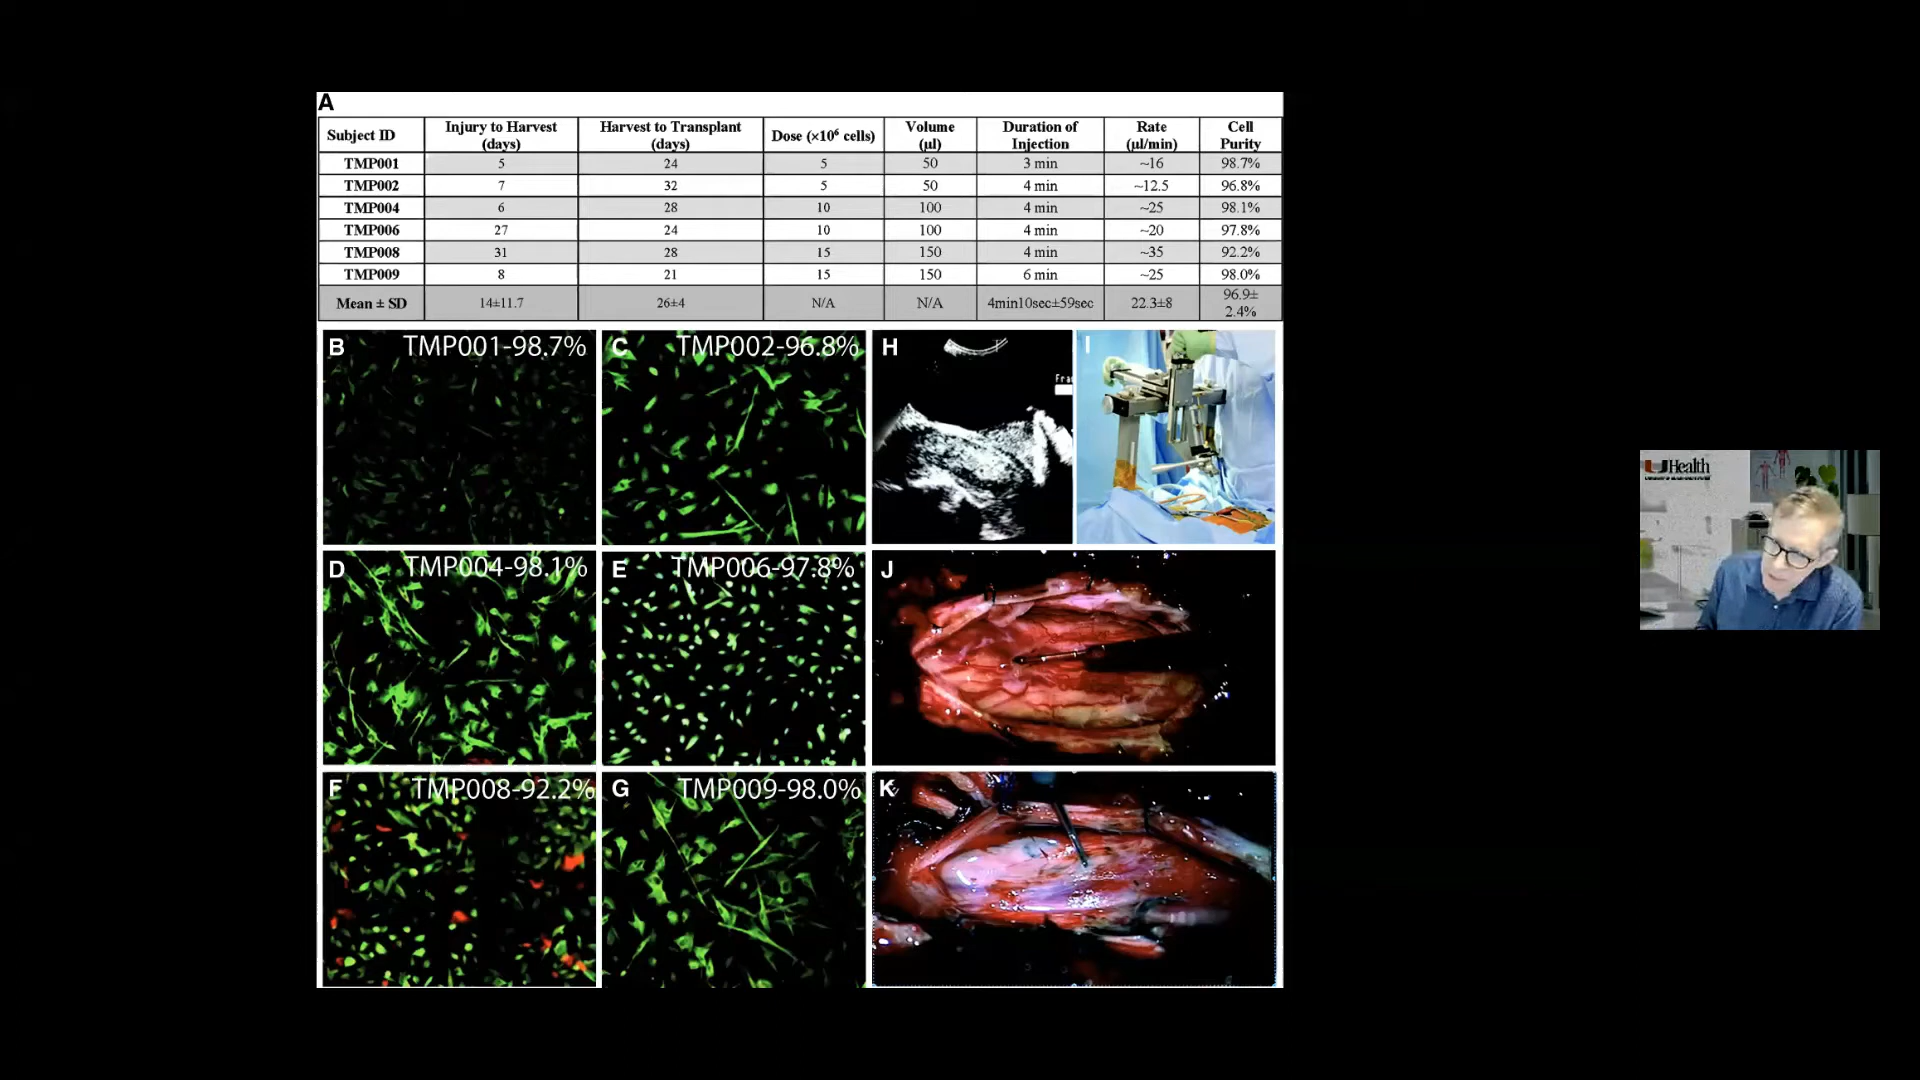 A
Subject ID Injury to Harvest (days) Harvest to Transplant (days) Dose (×10⁶ cells) Volume (µl) Duration of Injection Rate (µl/min) Cell Purity
TMP001 5 24 5 50 3 min ~16 98.7%
TMP002 7 32 5 50 4 min ~12.5 96.8%
TMP004 6 28 10 100 4 min ~25 98.1%
TMP006 27 24 10 100 4 min ~20 97.8%
TMP008 31 28 15 150 4 min ~35 92.2%
TMP009 8 21 15 150 6 min ~25 98.0%
Mean ± SD 14±11.7 26±4 N/A N/A 4min10sec±59sec 22.3±8 96.9± 2.4%
B TMP001-98.7%
C TMP002-96.8%
H
Fra
I
D TMP004-98.1%
E TMP006-97.8%
J
F TMP008-92.2%
G TMP009-98.0%
K
UHealth